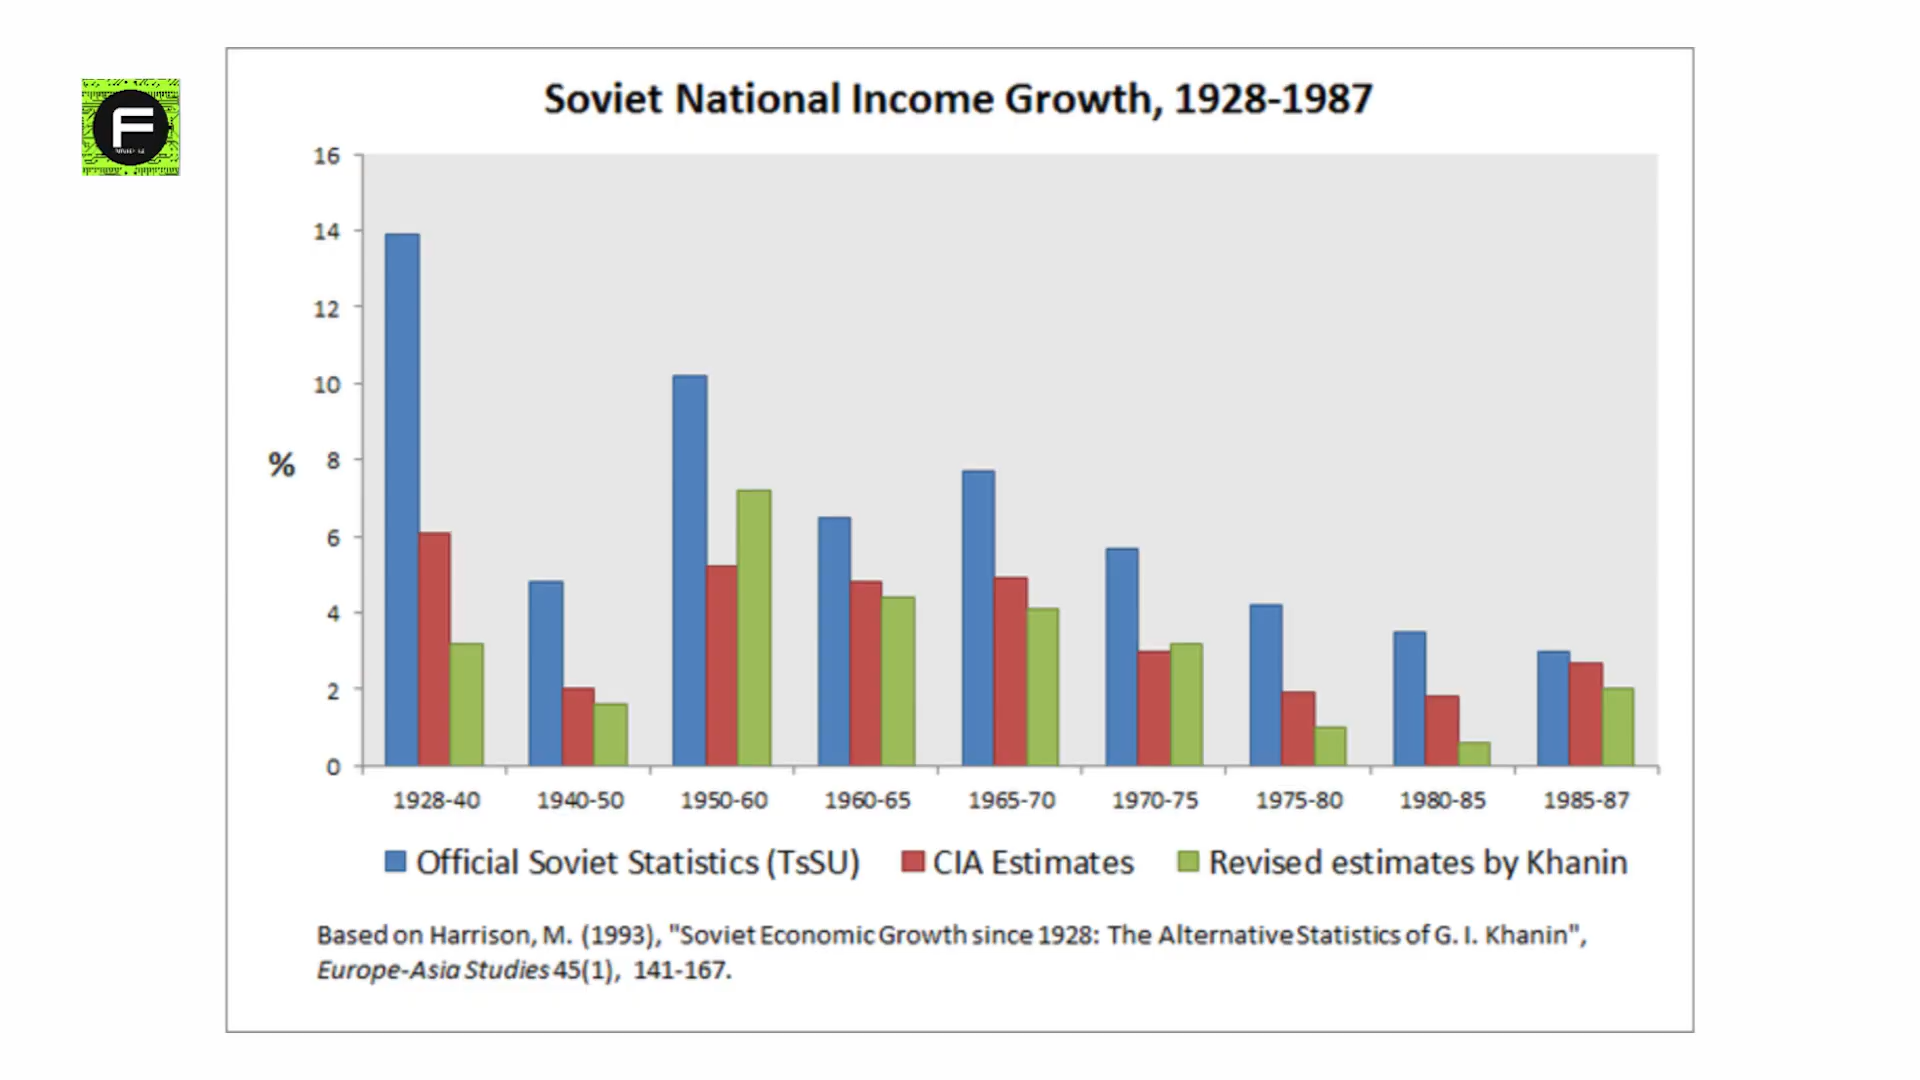 F
Soviet National Income Growth, 1928-1987
16
14
12
10
%
8
6
4
2
0
1928-40 1940-50 1950-60 1960-65 1965-70 1970-75 1975-80 1980-85 1985-87
Official Soviet Statistics (TsSU) CIA Estimates Revised estimates by Khanin
Based on Harrison, M. (1993), "Soviet Economic Growth since 1928: The Alternative Statistics of G. I. Khanin",
Europe-Asia Studies 45(1), 141-167.